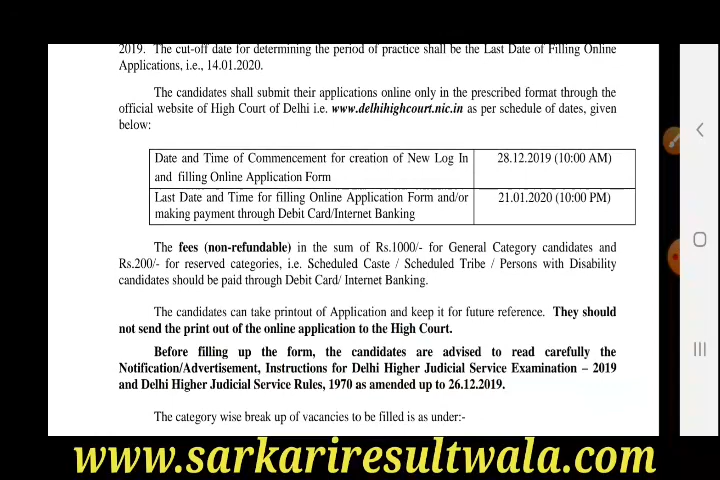 2019. The cut-off date for determining the period of practice shall be the Last Date of Filling Online
Applications, i.e., 14.01.2020.
The candidates shall submit their applications online only in the prescribed format through the
official website of High Court of Delhi i.e. www.delhihighcourt.nic.in as per schedule of dates, given
below:
Date and Time of Commencement for creation of New Log In
and filling Online Application Form
28.12.2019 (10:00 AM)
Last Date and Time for filling Online Application Form and/or
making payment through Debit Card/Internet Banking
21.01.2020 (10:00 PM)
The fees (non-refundable) in the sum of Rs.1000/- for General Category candidates and
Rs.200/- for reserved categories, i.e. Scheduled Caste / Scheduled Tribe / Persons with Disability
candidates should be paid through Debit Card/ Internet Banking.
The candidates can take printout of Application and keep it for future reference. They should
not send the print out of the online application to the High Court.
Before filling up the form, the candidates are advised to read carefully the
Notification/Advertisement, Instructions for Delhi Higher Judicial Service Examination – 2019
and Delhi Higher Judicial Service Rules, 1970 as amended up to 26.12.2019.
The category wise break up of vacancies to be filled is as under:-
www.sarkariresultwala.com